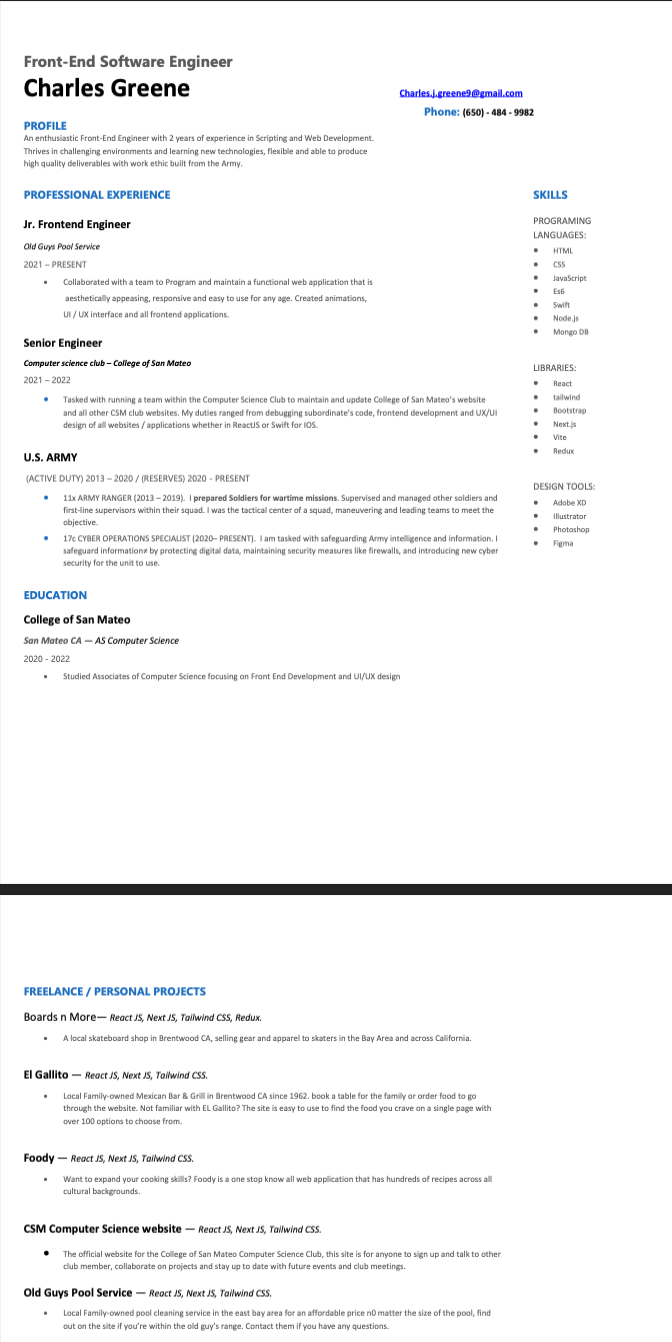 Front-End Software Engineer
Charles Greene
Charles.j.greene9@gmail.com
Phone: (650) - 484 - 9982
PROFILE
An enthusiastic Front-End Engineer with 2 years of experience in Scripting and Web Development.
Thrives in challenging environments and learning new technologies, flexible and able to produce
high quality deliverables with work ethic built from the Army.
PROFESSIONAL EXPERIENCE
Jr. Frontend Engineer
Old Guys Pool Service
2021 – PRESENT
• Collaborated with a team to Program and maintain a functional web application that is
aesthetically appeasing, responsive and easy to use for any age. Created animations,
UI / UX interface and all frontend applications.
Senior Engineer
Computer science club – College of San Mateo
2021 – 2022
• Tasked with running a team within the Computer Science Club to maintain and update College of San Mateo's website
and all other CSM club websites. My duties ranged from debugging subordinate's code, frontend development and UX/UI
design of all websites / applications whether in ReactJS or Swift for IOS.
U.S. ARMY
(ACTIVE DUTY) 2013 – 2020 / (RESERVES) 2020 - PRESENT
• 11x ARMY RANGER (2013 – 2019). I prepared Soldiers for wartime missions. Supervised and managed other soldiers and
first-line supervisors within their squad. I was the tactical center of a squad, maneuvering and leading teams to meet the
objective.
• 17c CYBER OPERATIONS SPECIALIST (2020– PRESENT). I am tasked with safeguarding Army intelligence and information. I
safeguard information≠ by protecting digital data, maintaining security measures like firewalls, and introducing new cyber
security for the unit to use.
EDUCATION
College of San Mateo
San Mateo CA — AS Computer Science
2020 - 2022
• Studied Associates of Computer Science focusing on Front End Development and UI/UX design
SKILLS
PROGRAMING
LANGUAGES:
• HTML
• CSS
• JavaScript
• Es6
• Swift
• Node.js
• Mongo DB
LIBRARIES:
• React
• tailwind
• Bootstrap
• Next.js
• Vite
• Redux
DESIGN TOOLS:
• Adobe XD
• Illustrator
• Photoshop
• Figma
FREELANCE / PERSONAL PROJECTS
Boards n More— React JS, Next JS, Tailwind CSS, Redux.
• A local skateboard shop in Brentwood CA, selling gear and apparel to skaters in the Bay Area and across California.
El Gallito — React JS, Next JS, Tailwind CSS.
• Local Family-owned Mexican Bar & Grill in Brentwood CA since 1962. book a table for the family or order food to go
through the website. Not familiar with EL Gallito? The site is easy to use to find the food you crave on a single page with
over 100 options to choose from.
Foody — React JS, Next JS, Tailwind CSS.
• Want to expand your cooking skills? Foody is a one stop know all web application that has hundreds of recipes across all
cultural backgrounds.
CSM Computer Science website — React JS, Next JS, Tailwind CSS.
• The official website for the College of San Mateo Computer Science Club, this site is for anyone to sign up and talk to other
club member, collaborate on projects and stay up to date with future events and club meetings.
Old Guys Pool Service — React JS, Next JS, Tailwind CSS.
• Local Family-owned pool cleaning service in the east bay area for an affordable price n0 matter the size of the pool, find
out on the site if you're within the old guy's range. Contact them if you have any questions.